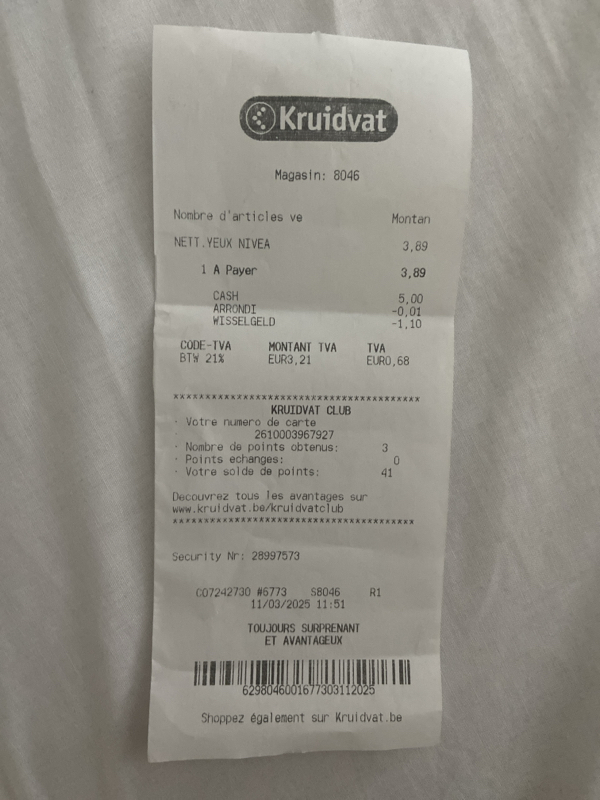 Kruidvat
Magasin: 8046
Nombre d'articles ve Montan
NETT.YEUX NIVEA 3,89
1 A Payer 3,89
CASH 5,00
ARRONDI -0,01
WISSELGELD -1,10
CODE-TVA MONTANT TVA TVA
BTW 21% EUR3,21 EUR0,68
****************************************
KRUIDVAT CLUB
· Votre numero de carte
2610003967927
· Nombre de points obtenus: 3
· Points echanges: 0
· Votre solde de points: 41
Decouvrez tous les avantages sur
www.kruidvat.be/kruidvatclub
****************************************
Security Nr: 28997573
C07242730 #6773 S8046 R1
11/03/2025 11:51
TOUJOURS SURPRENANT
ET AVANTAGEUX
6298046001677303112025
Shoppez également sur Kruidvat.be